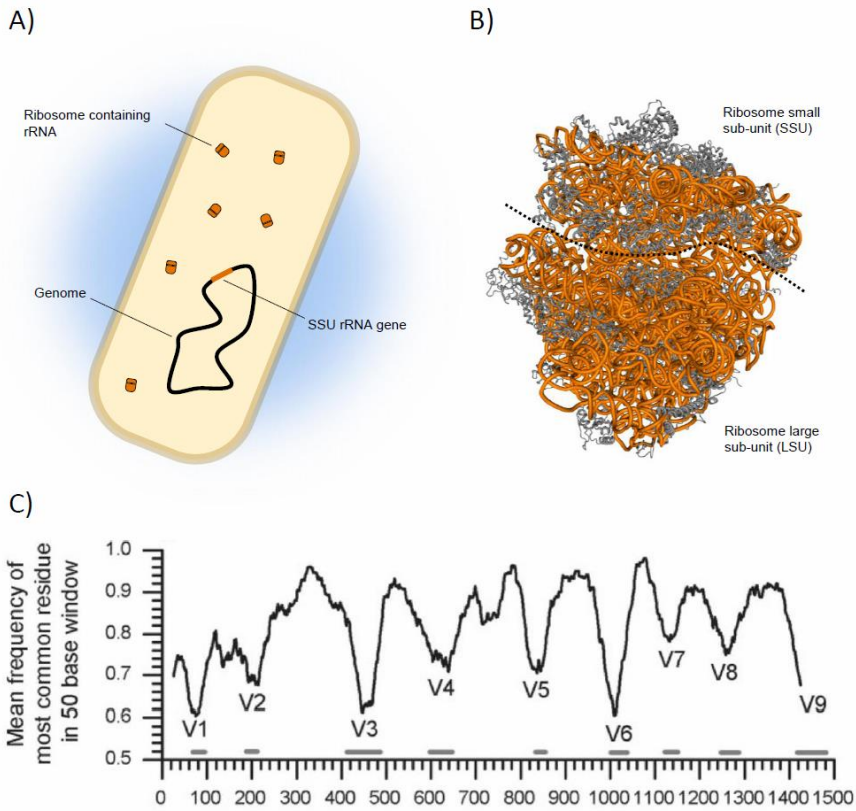 A)
B)
Ribosome containing
rRNA
Genome
SSU rRNA gene
Ribosome small
sub-unit (SSU)
Ribosome large
sub-unit (LSU)
C)
Mean frequency of
most common residue
in 50 base window
1.0
0.9
0.8
0.7
0.6
0.5
V1
V2
V3
V4
V5
V6
V7
V8
V9
0 100 200 300 400 500 600 700 800 900 1000 1100 1200 1300 1400 1500